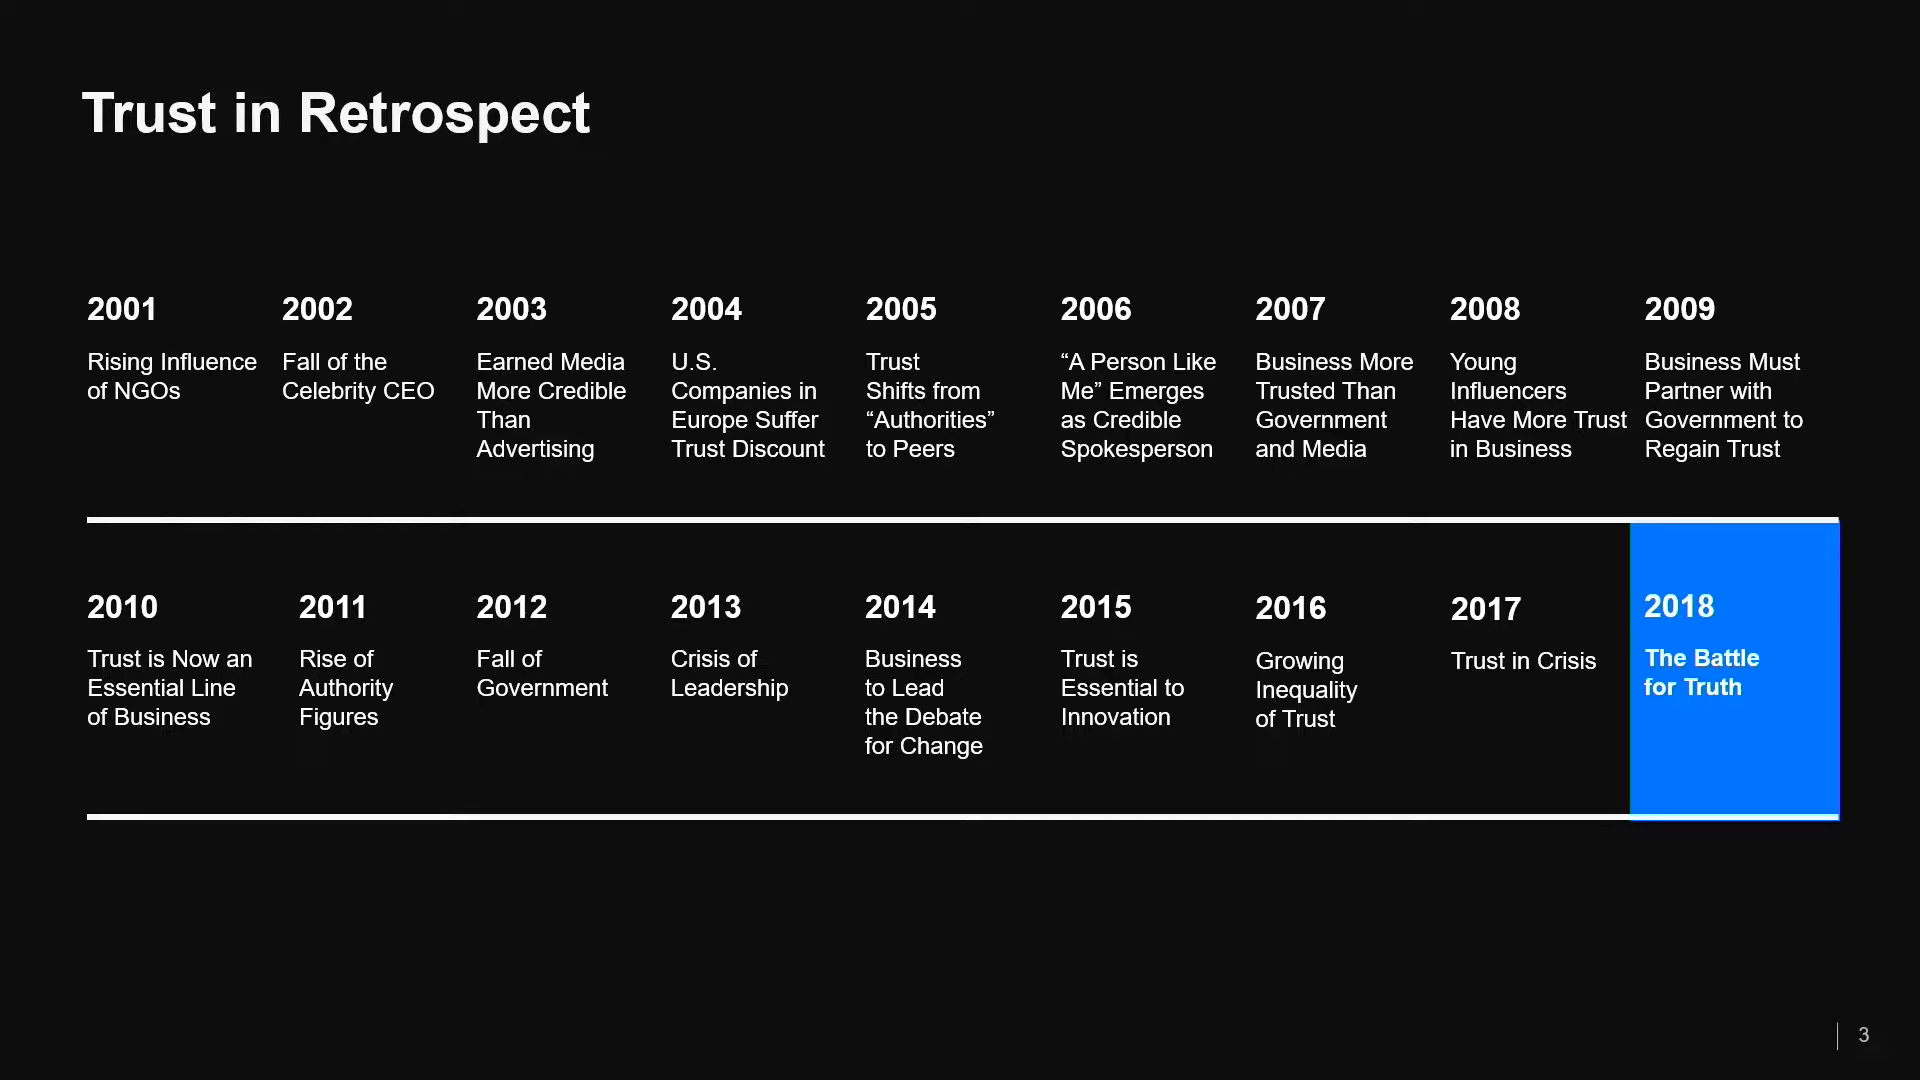 Trust in Retrospect
2001
Rising Influence
of NGOs
2002
Fall of the
Celebrity CEO
2003
Earned Media
More Credible
Than
Advertising
2004
U.S.
Companies in
Europe Suffer
Trust Discount
2005
Trust
Shifts from
“Authorities”
to Peers
2006
“A Person Like
Me” Emerges
as Credible
Spokesperson
2007
Business More
Trusted Than
Government
and Media
2008
Young
Influencers
Have More Trust
in Business
2009
Business Must
Partner with
Government to
Regain Trust
2010
Trust is Now an
Essential Line
of Business
2011
Rise of
Authority
Figures
2012
Fall of
Government
2013
Crisis of
Leadership
2014
Business
to Lead
the Debate
for Change
2015
Trust is
Essential to
Innovation
2016
Growing
Inequality
of Trust
2017
Trust in Crisis
2018
The Battle
for Truth
3